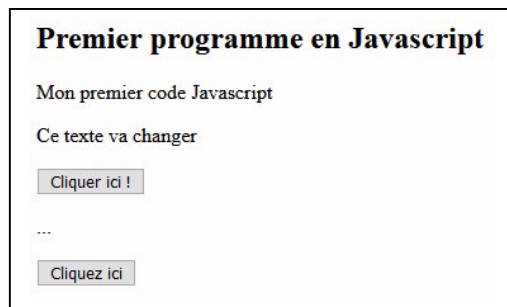 Premier programme en Javascript
Mon premier code Javascript
Ce texte va changer
Cliquer ici !
...
Cliquez ici